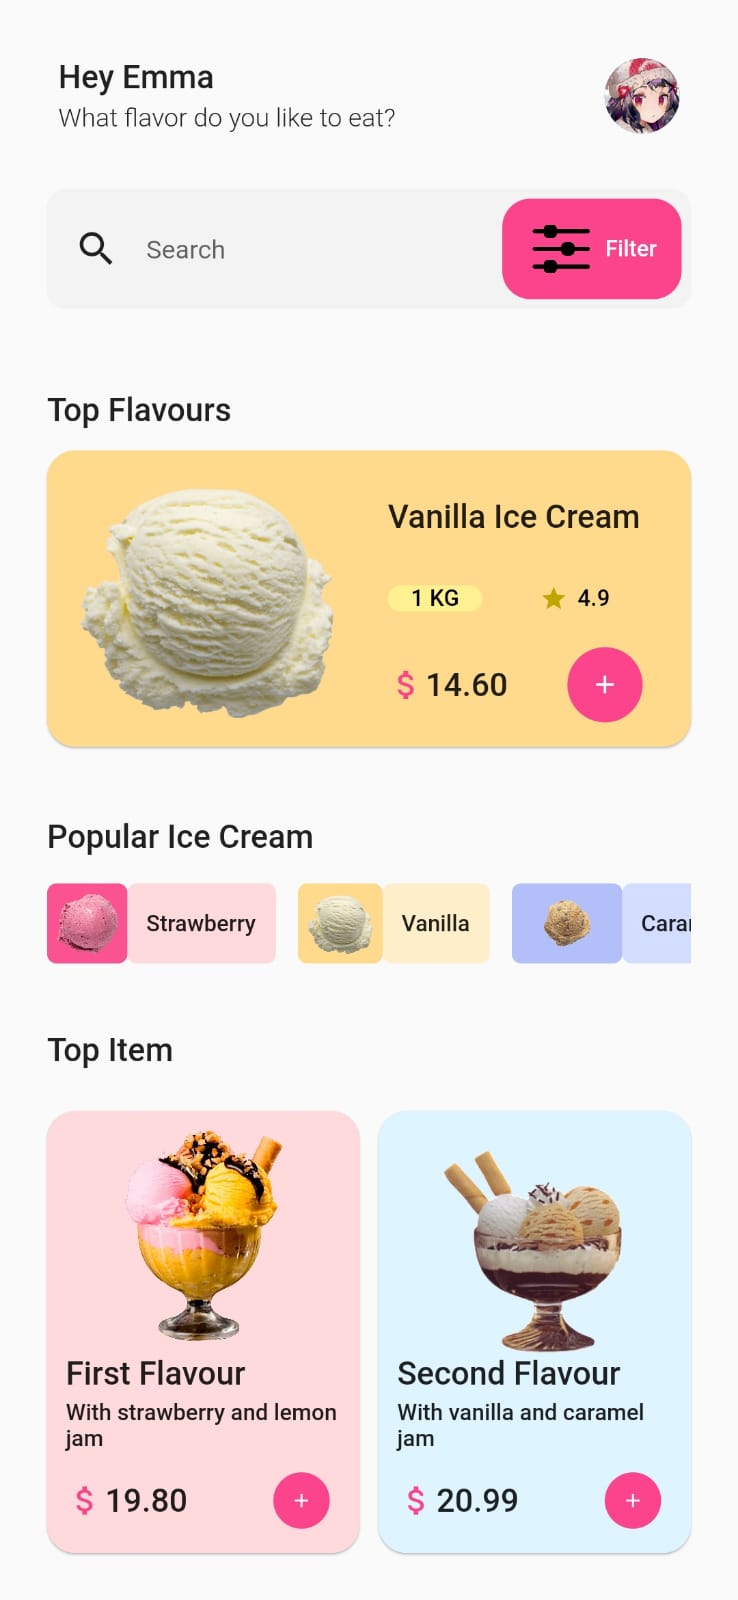 Hey Emma
What flavor do you like to eat?
Search
Filter
Top Flavours
Vanilla Ice Cream
1 KG
4.9
$ 14.60
+
Popular Ice Cream
Strawberry
Vanilla
Caram
Top Item
First Flavour
With strawberry and lemon
jam
$ 19.80
+
Second Flavour
With vanilla and caramel
jam
$ 20.99
+